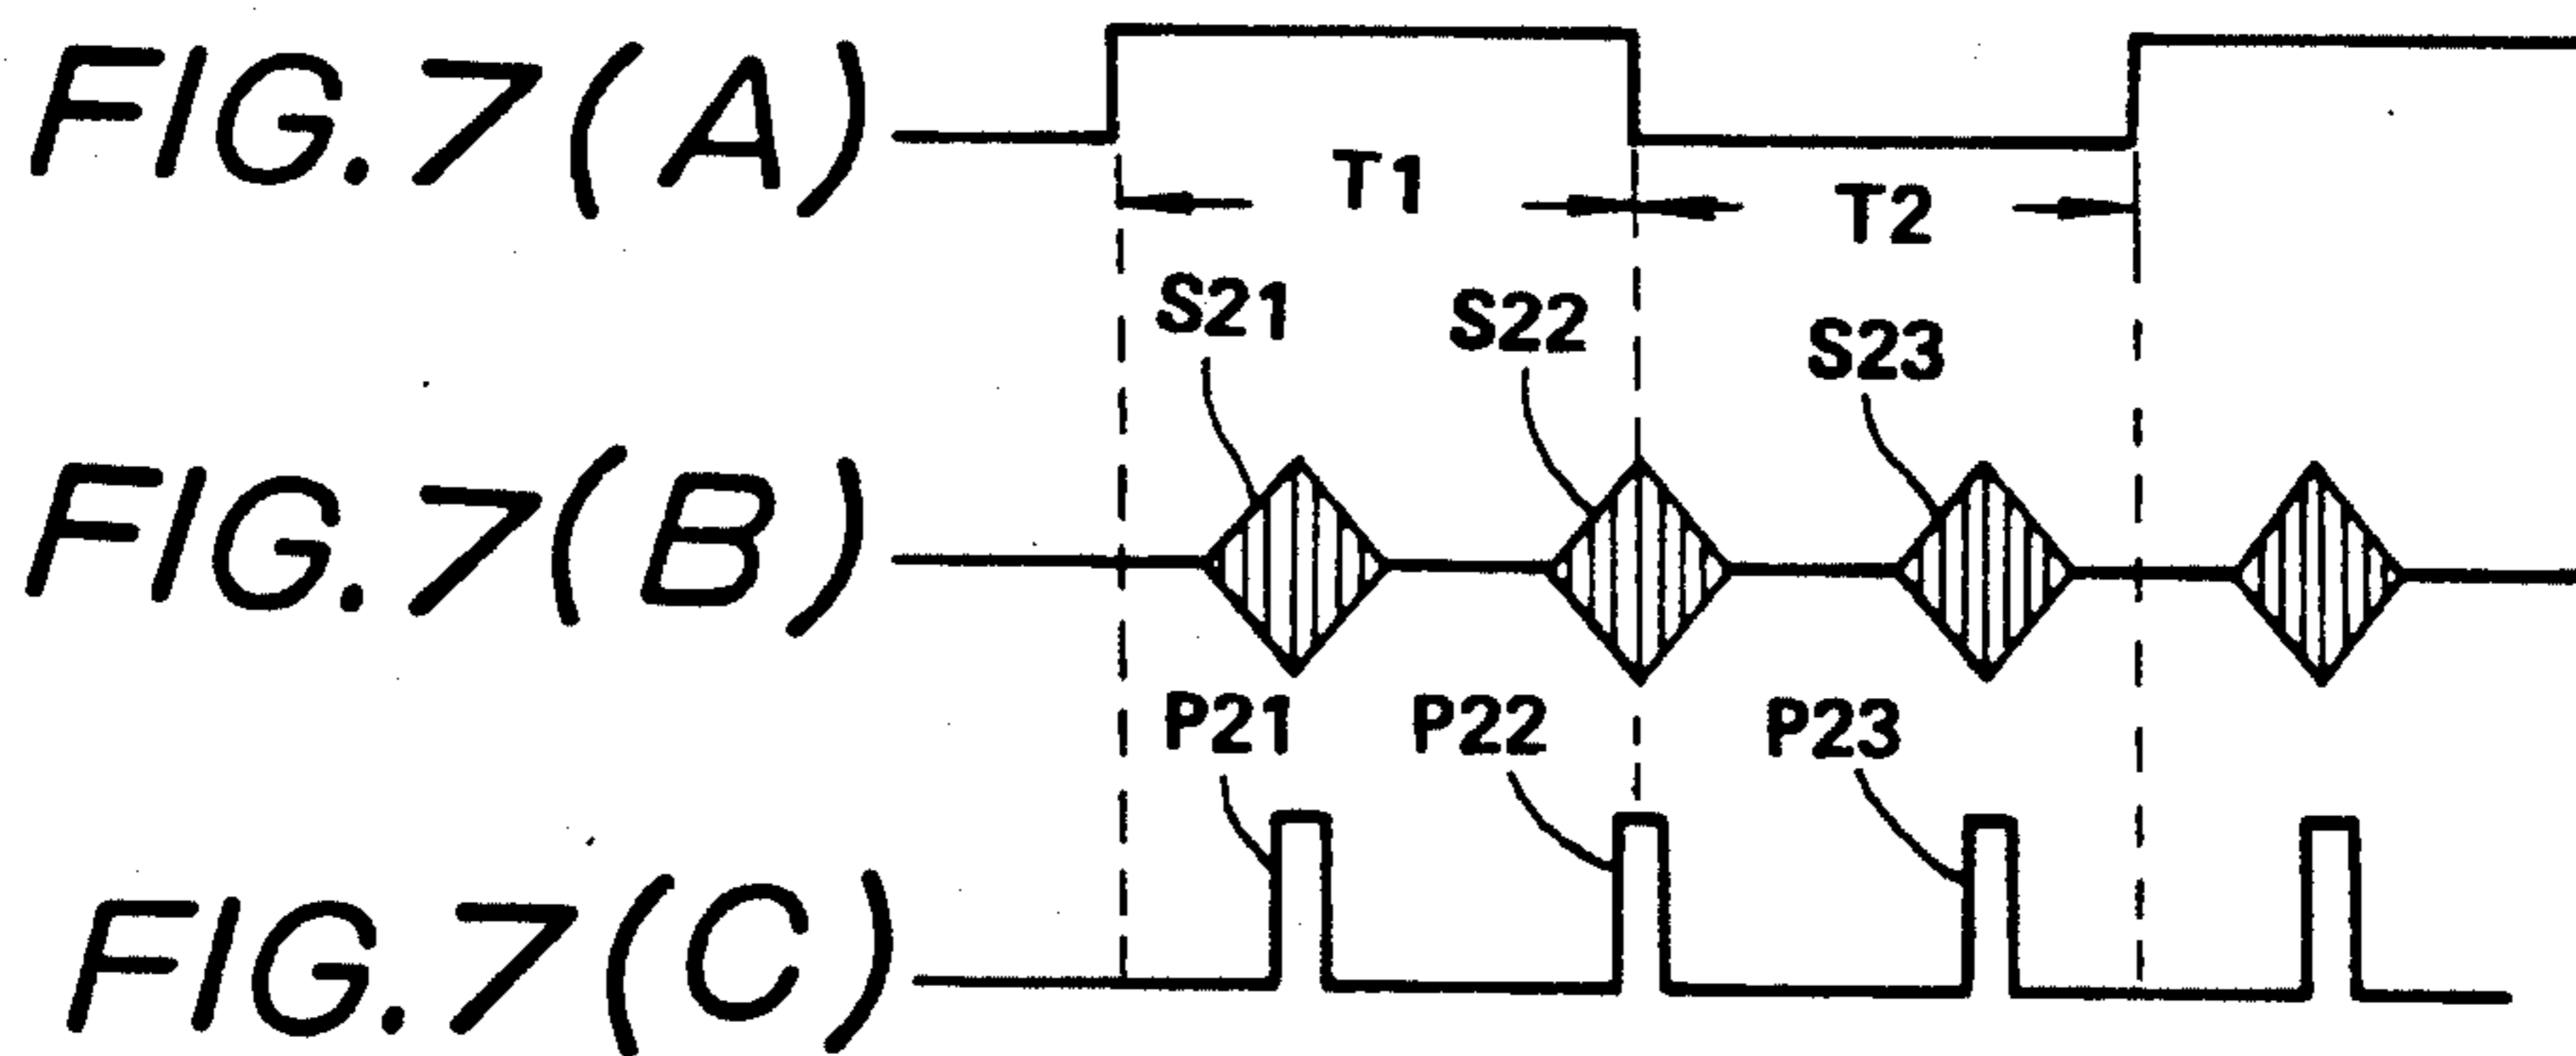 FIG.7(A)
T1
T2
S21
S22
S23
FIG.7(B)
P21
P22
P23
FIG.7(C)